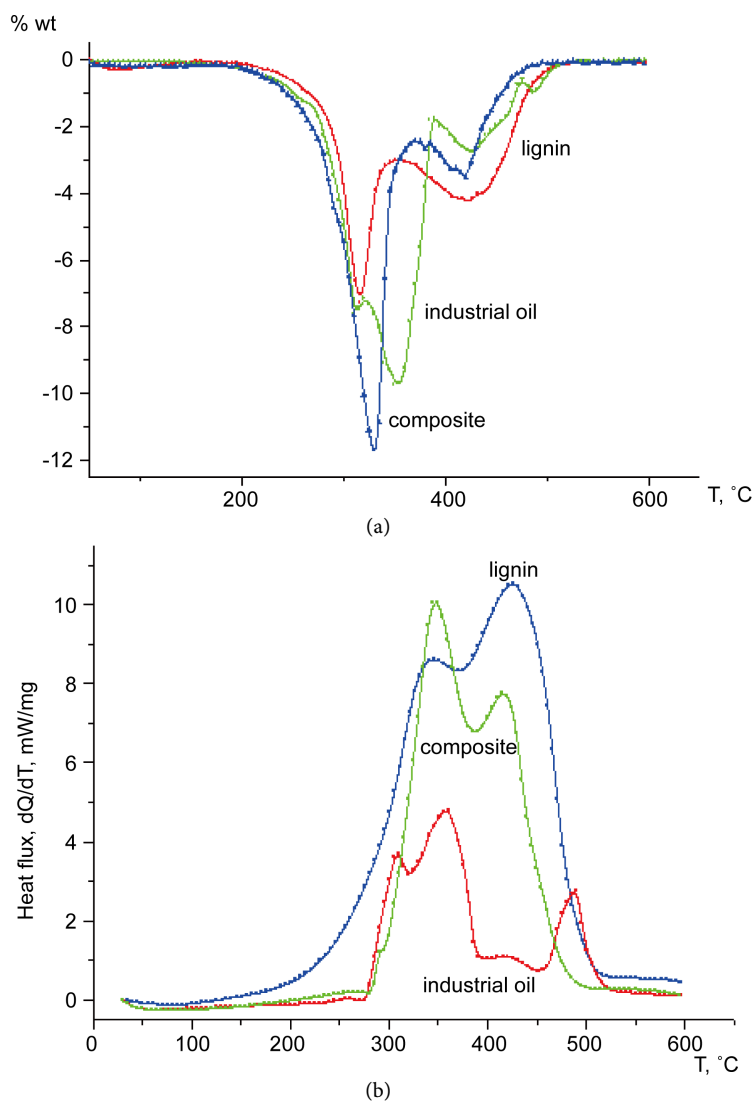 % wt
0
-2
-4
-6
-8
-10
-12
lignin
industrial oil
composite
200
400
600
T, ˚C
(a)
Heat flux, dQ/dT, mW/mg
10
8
6
4
2
0
lignin
composite
industrial oil
0
100
200
300
400
500
600
T, ˚C
(b)